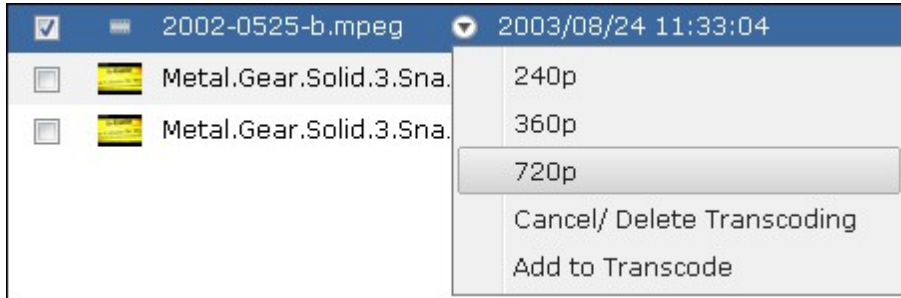 2002-0525-b.mpeg 2003/08/24 11:33:04
Metal.Gear.Solid.3.Sna.
240p
Metal.Gear.Solid.3.Sna.
360p
720p
Cancel/ Delete Transcoding
Add to Transcode